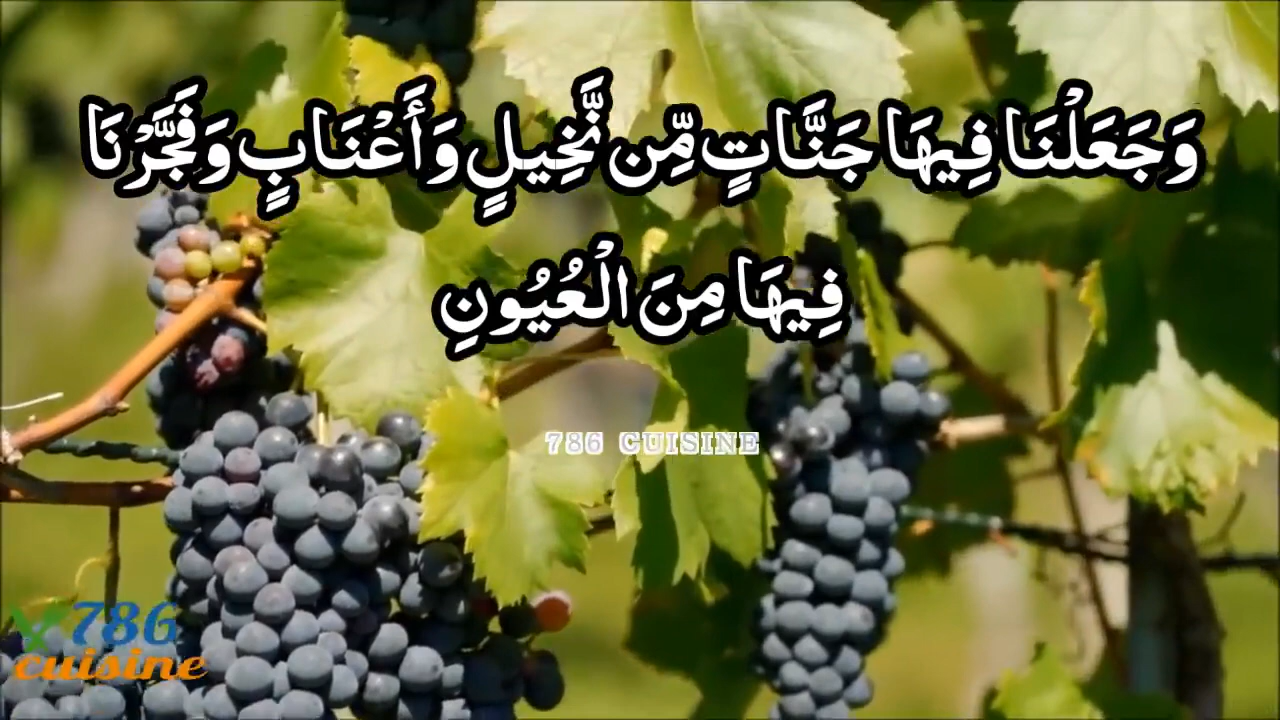 وَجَعَلْنَا فِيهَا جَنَّاتٍ مِّن نَّخِيلٍ وَأَعْنَابٍ وَفَجَّرْنَا
فِيهَا مِنَ الْعُيُونِ
786 CUISINE
786
cuisine